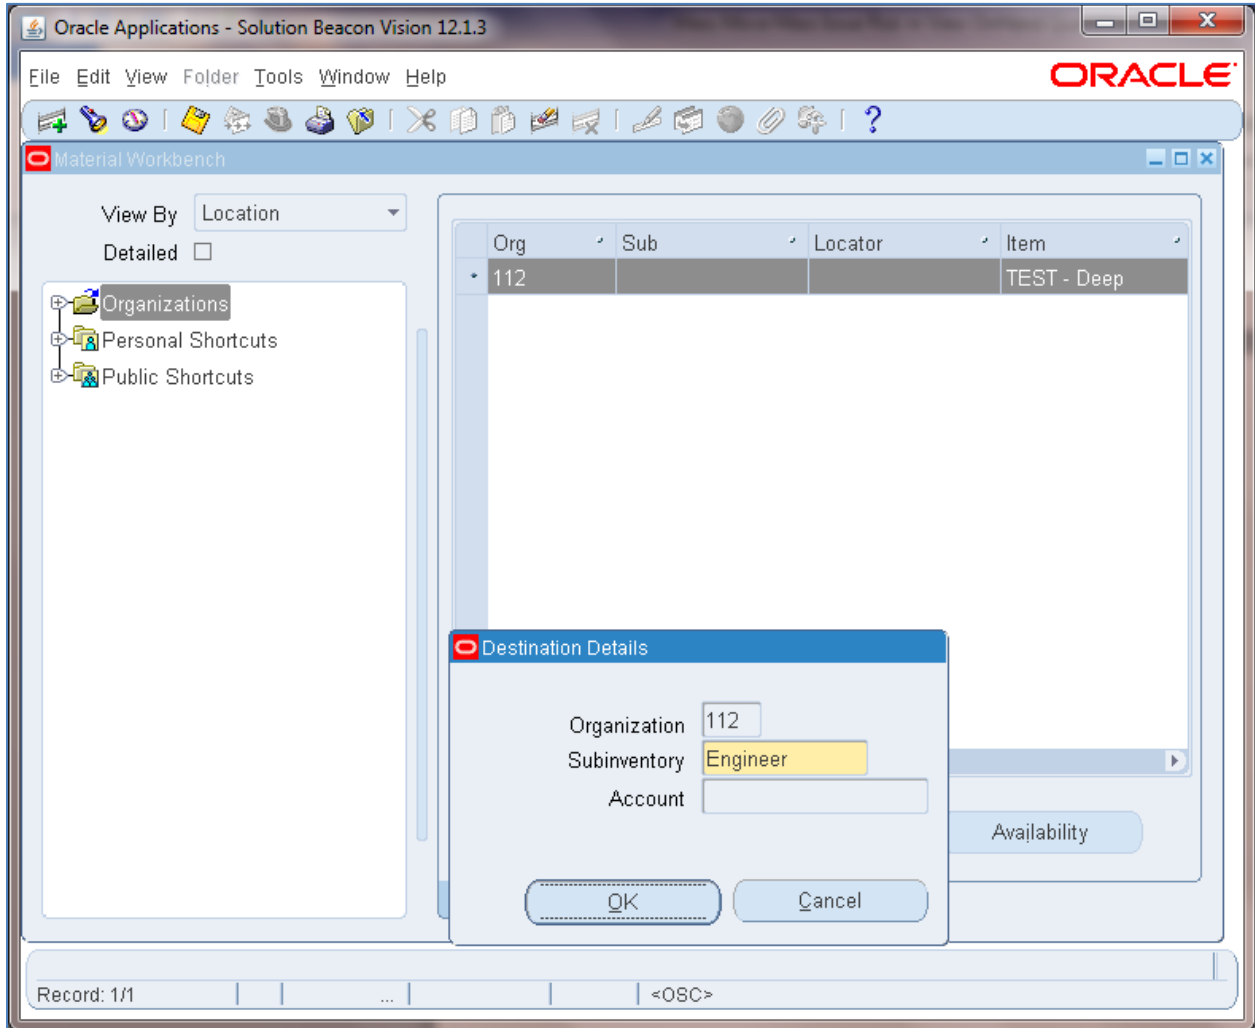 Oracle Applications - Solution Beacon Vision 12.1.3
File Edit View Folder Tools Window Help
ORACLE
Material Workbench
View By Location
Detailed
Organizations
Personal Shortcuts
Public Shortcuts
Org Sub Locator Item
112 TEST - Deep
Destination Details
Organization 112
Subinventory Engineer
Account
OK Cancel
Availability
Record: 1/1 ... <OSC>